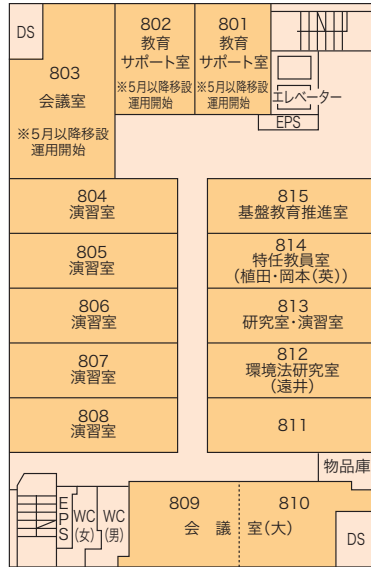 DS
803
会議室
※5月以降移設
運用開始
802
教育
サポート室
※5月以降移設
運用開始
801
教育
サポート室
※5月以降移設
運用開始
エレベーター
EPS
804
演習室
815
基盤教育推進室
805
演習室
814
特任教員室
(植田・岡本(英))
806
演習室
813
研究室・演習室
807
演習室
812
環境法研究室
(遠井)
808
演習室
811
物品庫
EPS
WC
(女)
WC
(男)
809
810
会 議 室(大)
DS